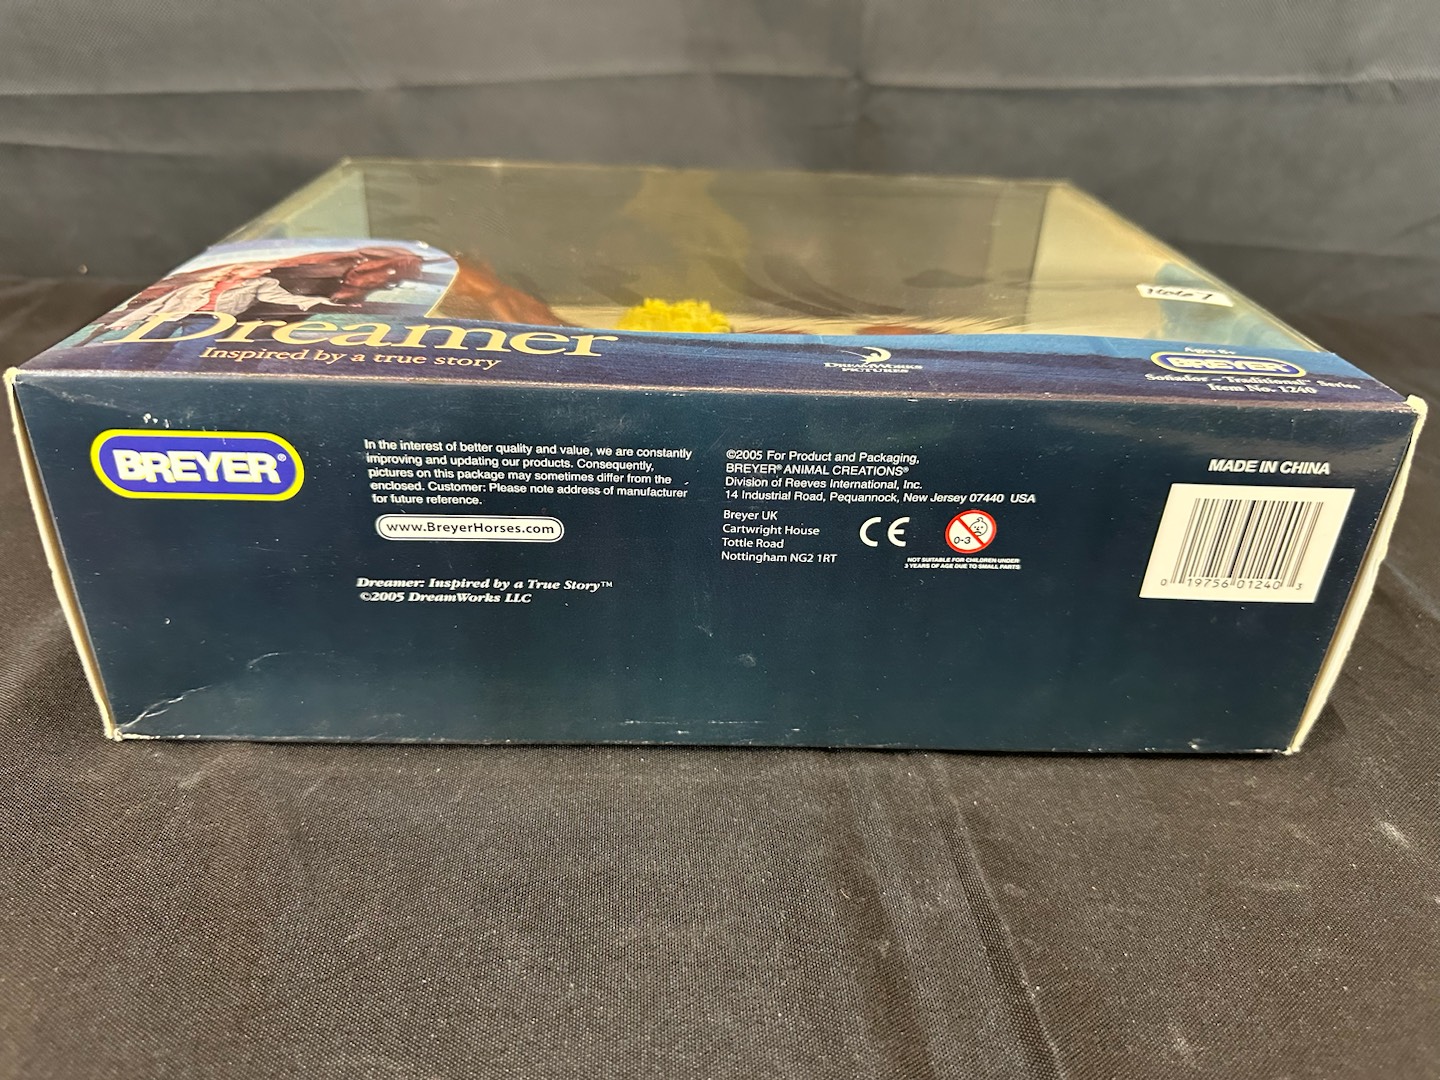 Dreamer
Inspired by a true story
DREAMWORKS
PICTURES
Ages 8+
BREYER
Soñador - Traditional™ Series
Item No. 1240
BREYER®
In the interest of better quality and value, we are constantly
improving and updating our products. Consequently,
pictures on this package may sometimes differ from the
enclosed. Customer: Please note address of manufacturer
for future reference.
www.BreyerHorses.com
Dreamer: Inspired by a True Story™
©2005 DreamWorks LLC
©2005 For Product and Packaging,
BREYER® ANIMAL CREATIONS®
Division of Reeves International, Inc.
14 Industrial Road, Pequannock, New Jersey 07440 USA
Breyer UK
Cartwright House
Tottle Road
Nottingham NG2 1RT
CE
0-3
NOT SUITABLE FOR CHILDREN UNDER
3 YEARS OF AGE DUE TO SMALL PARTS
MADE IN CHINA
0 19756 01240 3